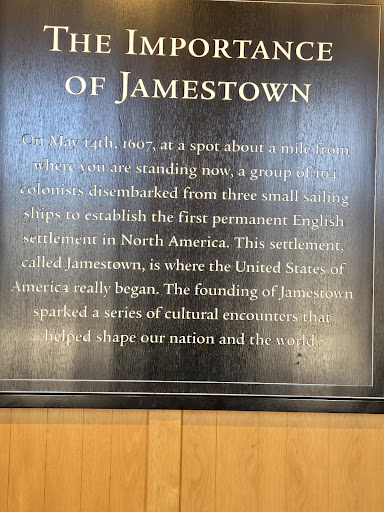 The Importance
of Jamestown
On May 14th, 1607, at a spot about a mile from
where you are standing now, a group of 104
colonists disembarked from three small sailing
ships to establish the first permanent English
settlement in North America. This settlement,
called Jamestown, is where the United States of
America really began. The founding of Jamestown
sparked a series of cultural encounters that
helped shape our nation and the world.